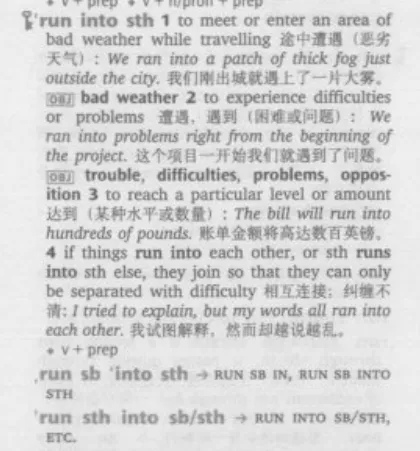 ⬥ v + prep ⬥ v + n/pron + prep
ˌrun into sth 1 to meet or enter an area of
bad weather while travelling 途中遭遇（恶劣
天气）: We ran into a patch of thick fog just
outside the city. 我们刚出城就遇上了一片大雾。
OBJ bad weather 2 to experience difficulties
or problems 遭遇, 遇到（困难或问题）: We
ran into problems right from the beginning of
the project. 这个项目一开始我们就遇到了问题。
OBJ trouble, difficulties, problems, oppos-
ition 3 to reach a particular level or amount
达到（某种水平或数量）: The bill will run into
hundreds of pounds. 账单金额将高达数百英镑。
4 if things run into each other, or sth runs
into sth else, they join so that they can only
be separated with difficulty 相互连接; 纠缠不
清: I tried to explain, but my words all ran into
each other. 我试图解释, 然而却越说越乱。
⬥ v + prep
ˌrun sb ˈinto sth → RUN SB IN, RUN SB INTO
STH
ˈrun sth into sb/sth → RUN INTO SB/STH,
ETC.